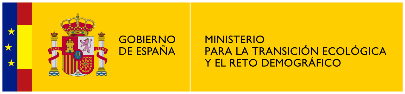 GOBIERNO
DE ESPAÑA
MINISTERIO
PARA LA TRANSICIÓN ECOLÓGICA
Y EL RETO DEMOGRÁFICO